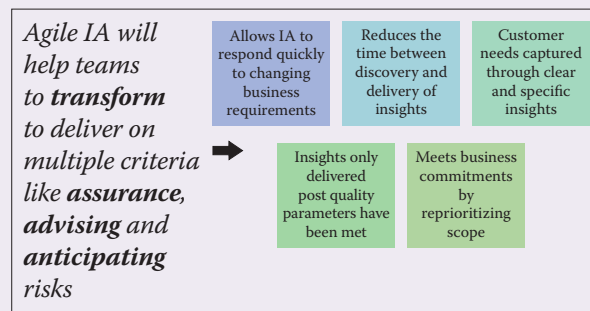 Agile IA will
help teams
to transform
to deliver on
multiple criteria
like assurance,
advising and
anticipating
risks
Allows IA to
respond quickly
to changing
business
requirements
Reduces the
time between
discovery and
delivery of
insights
Customer
needs captured
through clear
and specific
insights
Insights only
delivered
post quality
parameters have
been met
Meets business
commitments
by
reprioritizing
scope